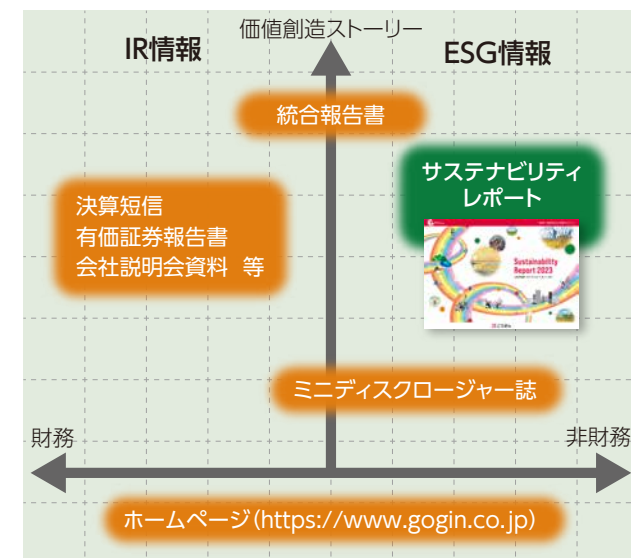 価値創造ストーリー
IR情報
ESG情報
統合報告書
サステナビリティ
レポート
決算短信
有価証券報告書
会社説明会資料 等
Sustainability
Report 2023
ミニディスクロージャー誌
財務
非財務
ホームページ(https://www.gogin.co.jp)